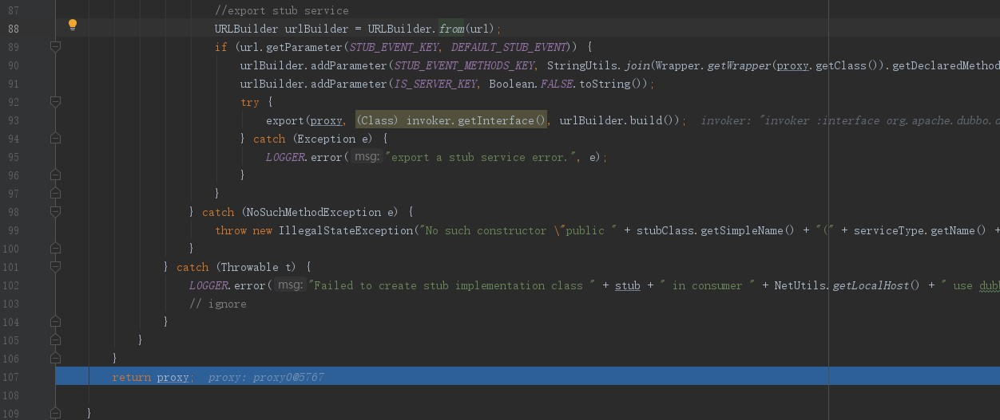 87 //export stub service
88 URLBuilder urlBuilder = URLBuilder.from(url);
89 if (url.getParameter(STUB_EVENT_KEY, DEFAULT_STUB_EVENT)) {
90 urlBuilder.addParameter(STUB_EVENT_METHODS_KEY, StringUtils.join(Wrapper.getWrapper(proxy.getClass()).getDeclaredMethod
91 urlBuilder.addParameter(IS_SERVER_KEY, Boolean.FALSE.toString());
92 try {
93 export(proxy, (Class) invoker.getInterface(), urlBuilder.build()); invoker: "invoker :interface org.apache.dubbo.
94 } catch (Exception e) {
95 LOGGER.error( msg: "export a stub service error.", e);
96 }
97 }
98 } catch (NoSuchMethodException e) {
99 throw new IllegalStateException("No such constructor \"public " + stubClass.getSimpleName() + "(" + serviceType.getName() +
100 }
101 } catch (Throwable t) {
102 LOGGER.error( msg: "Failed to create stub implementation class " + stub + " in consumer " + NetUtils.getLocalHost() + " use dubb
103 // ignore
104 }
105 }
106 }
107 return proxy; proxy: proxy0@5767
108
109 }